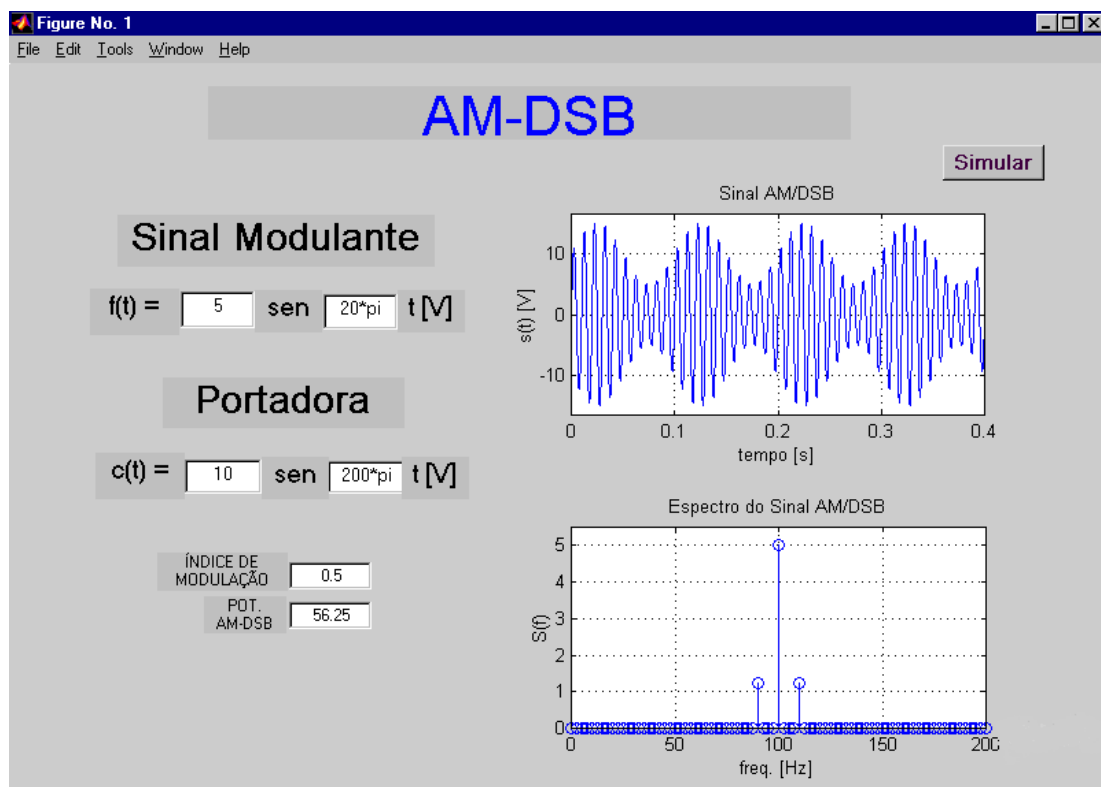 Figure No. 1
File Edit Tools Window Help
AM-DSB
Simular
Sinal Modulante
f(t) = 5 sen 20*pi t [V]
Portadora
c(t) = 10 sen 200*pi t [V]
ÍNDICE DE
MODULAÇÃO 0.5
POT.
AM-DSB 56.25
Sinal AM/DSB
s(t) [V]
10
0
-10
0 0.1 0.2 0.3 0.4
tempo [s]
Espectro do Sinal AM/DSB
S(f)
5
4
3
2
1
0
0 50 100 150 200
freq. [Hz]